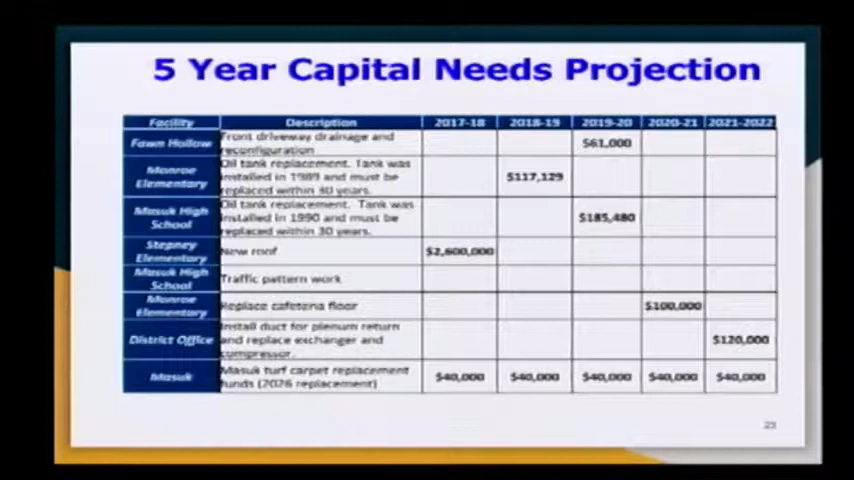 5 Year Capital Needs Projection
Facility Description 2017-18 2018-19 2019-20 2020-21 2021-2022
Fawn Hollow Front driveway drainage and reconfiguration $61,000
Monroe Elementary Oil tank replacement. Tank was installed in 1989 and must be replaced within 30 years. $117,129
Masuk High School Oil tank replacement. Tank was installed in 1990 and must be replaced within 30 years. $185,480
Stepney Elementary New roof $2,600,000
Masuk High School Traffic pattern work
Monroe Elementary Replace cafeteria floor $100,000
District Office Install duct for plenum return and replace exchanger and compressor. $120,000
Masuk Masuk turf carpet replacement funds (2026 replacement) $40,000 $40,000 $40,000 $40,000 $40,000
23